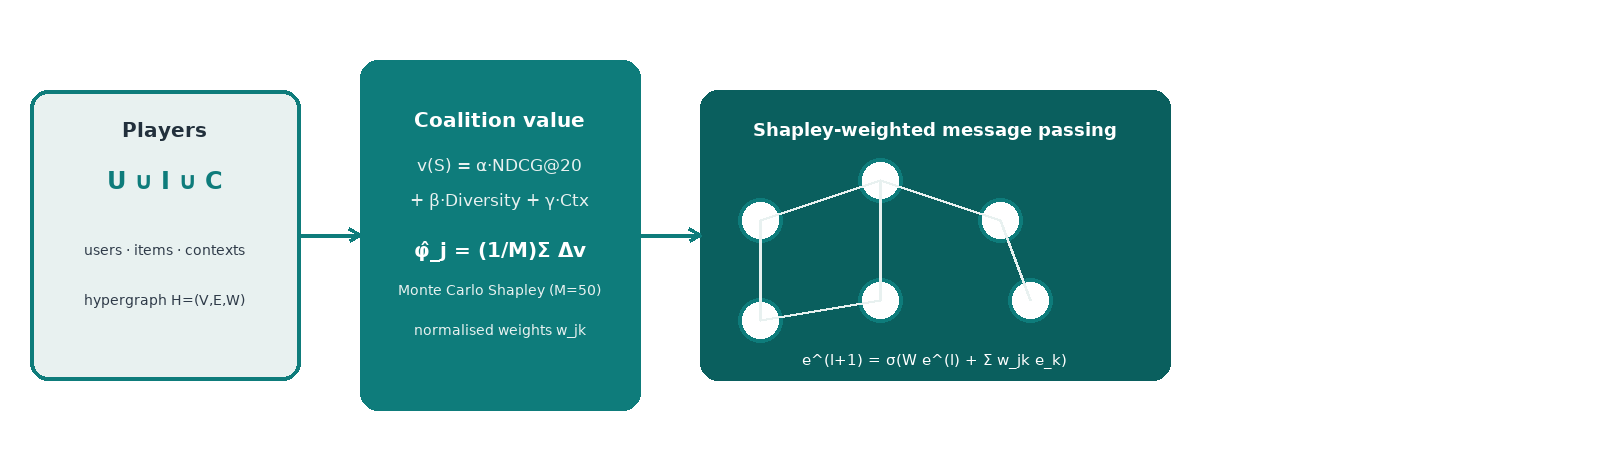 Players
U ∪ I ∪ C
users · items · contexts
hypergraph H=(V,E,W)
Coalition value
v(S) = α·NDCG@20
+ β·Diversity + γ·Ctx
φ̂_j = (1/M)Σ Δv
Monte Carlo Shapley (M=50)
normalised weights w_jk
Shapley-weighted message passing
e^(l+1) = σ(W e^(l) + Σ w_jk e_k)